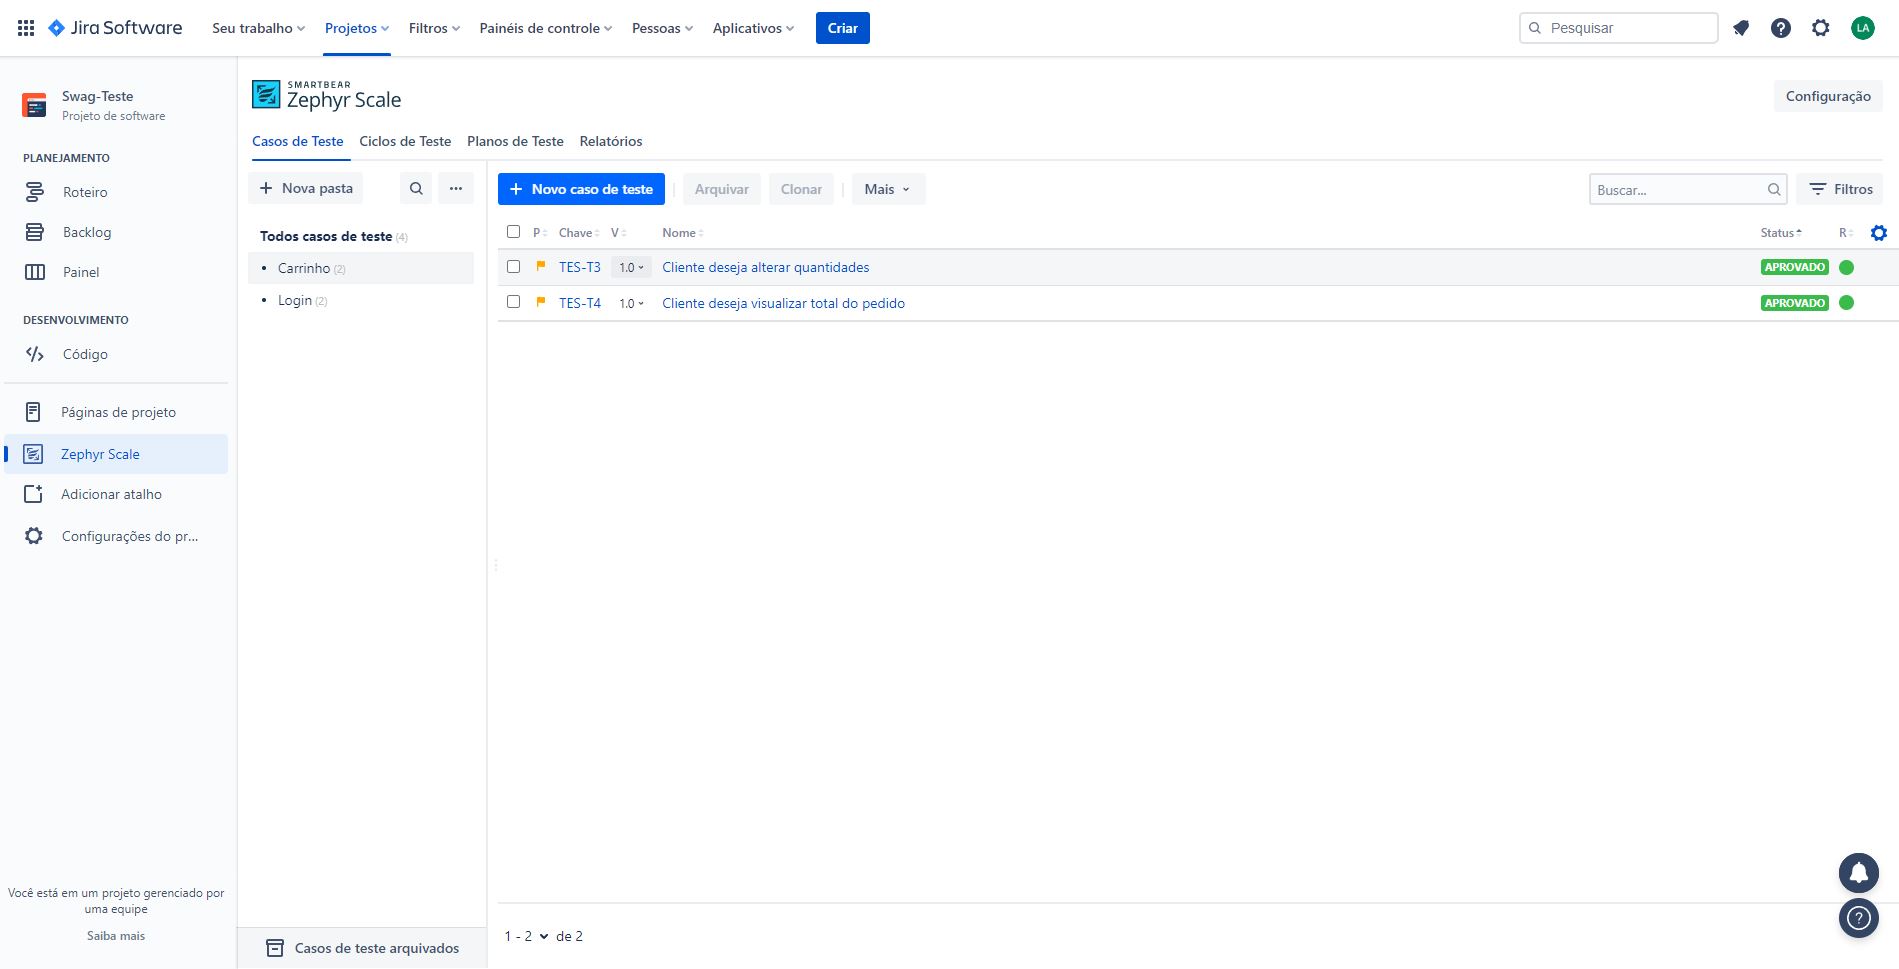 Jira Software Seu trabalho Projetos Filtros Painéis de controle Pessoas Aplicativos Criar Pesquisar LA
Swag-Teste
Projeto de software
PLANEJAMENTO
Roteiro
Backlog
Painel
DESENVOLVIMENTO
Código
Páginas de projeto
Zephyr Scale
Adicionar atalho
Configurações do pr...
Você está em um projeto gerenciado por
uma equipe
Saiba mais
SMARTBEAR
Zephyr Scale
Configuração
Casos de Teste Ciclos de Teste Planos de Teste Relatórios
+ Nova pasta ...
Todos casos de teste (4)
• Carrinho (2)
• Login (2)
Casos de teste arquivados
+ Novo caso de teste Arquivar Clonar Mais Buscar... Filtros
P Chave V Nome Status R
TES-T3 1.0 Cliente deseja alterar quantidades APROVADO
TES-T4 1.0 Cliente deseja visualizar total do pedido APROVADO
1 - 2 de 2